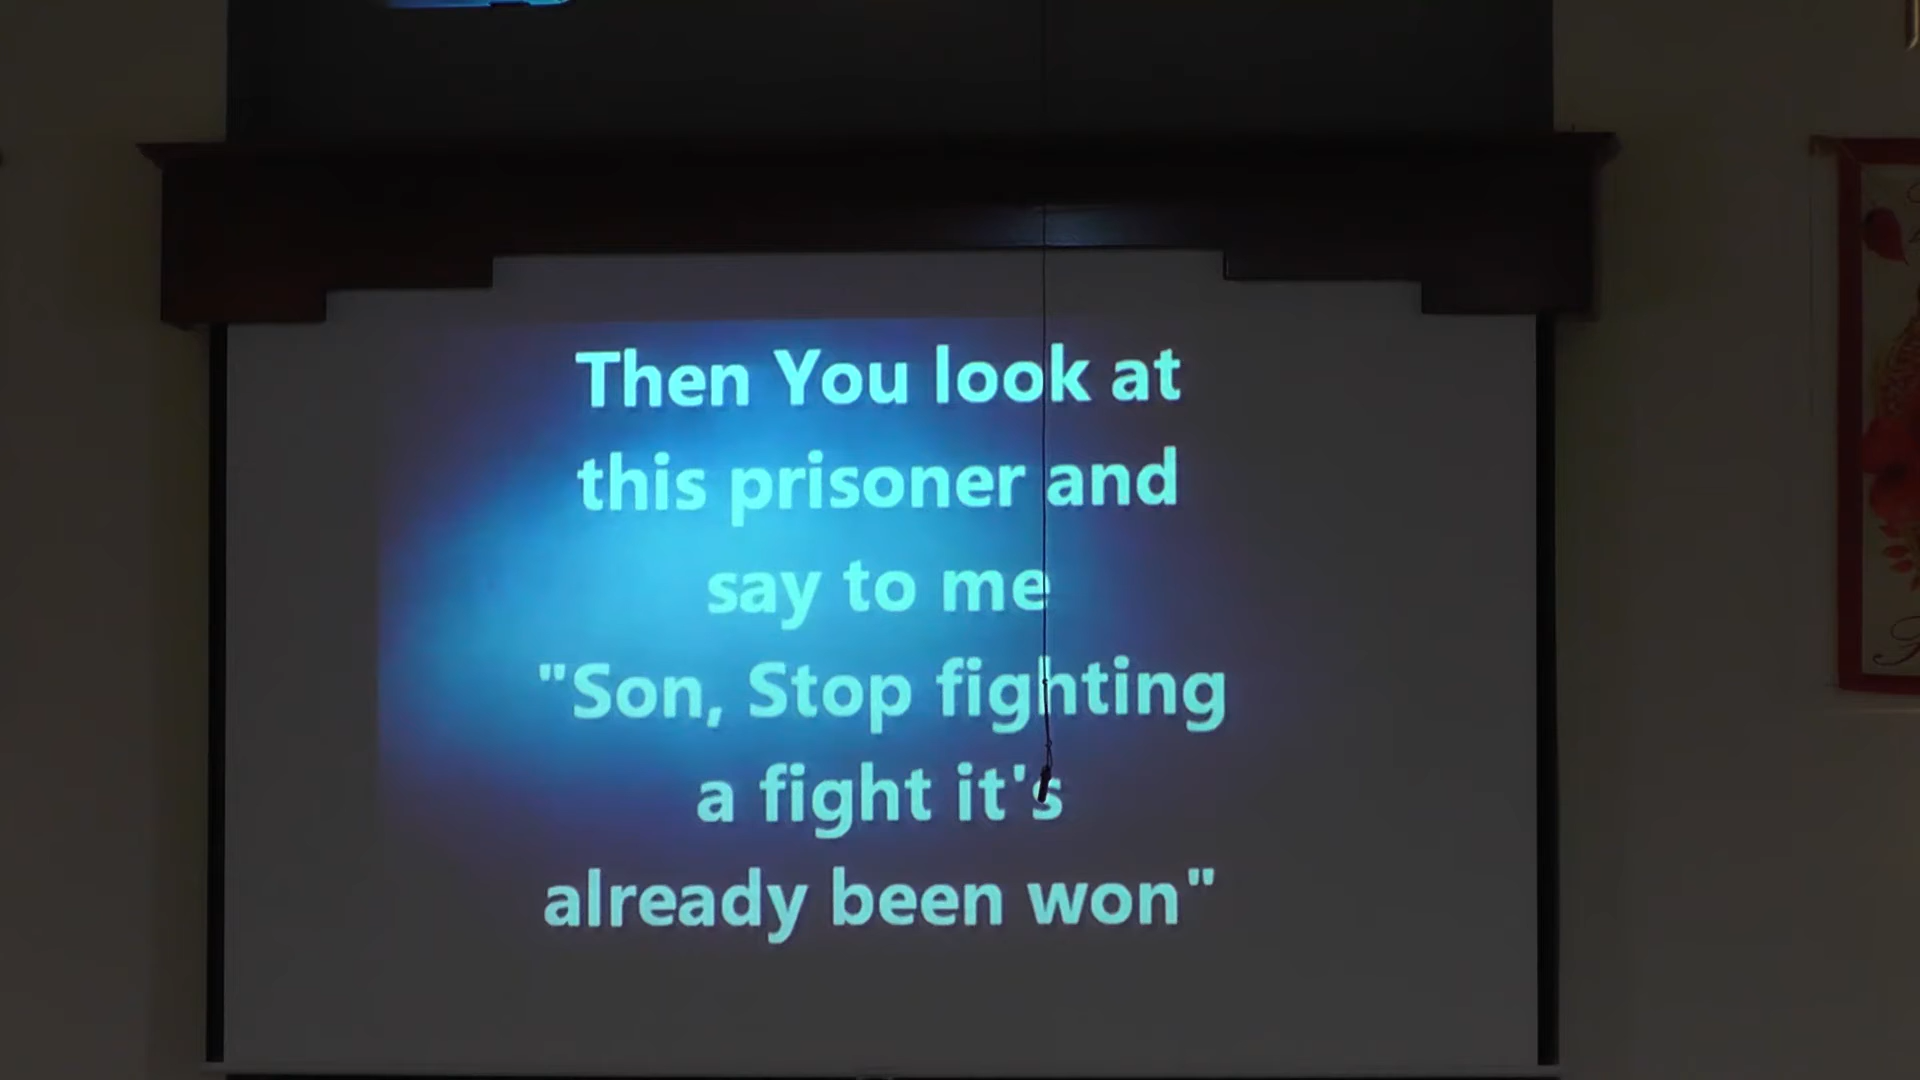 Then You look at
this prisoner and
say to me
"Son, Stop fighting
a fight it's
already been won"